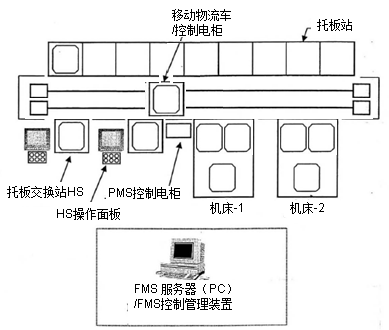 移动物流车
/控制电柜
托板站
托板交换站HS
HS操作面板
PMS控制电柜
机床-1
机床-2
FMS 服务器（PC）
/FMS控制管理装置